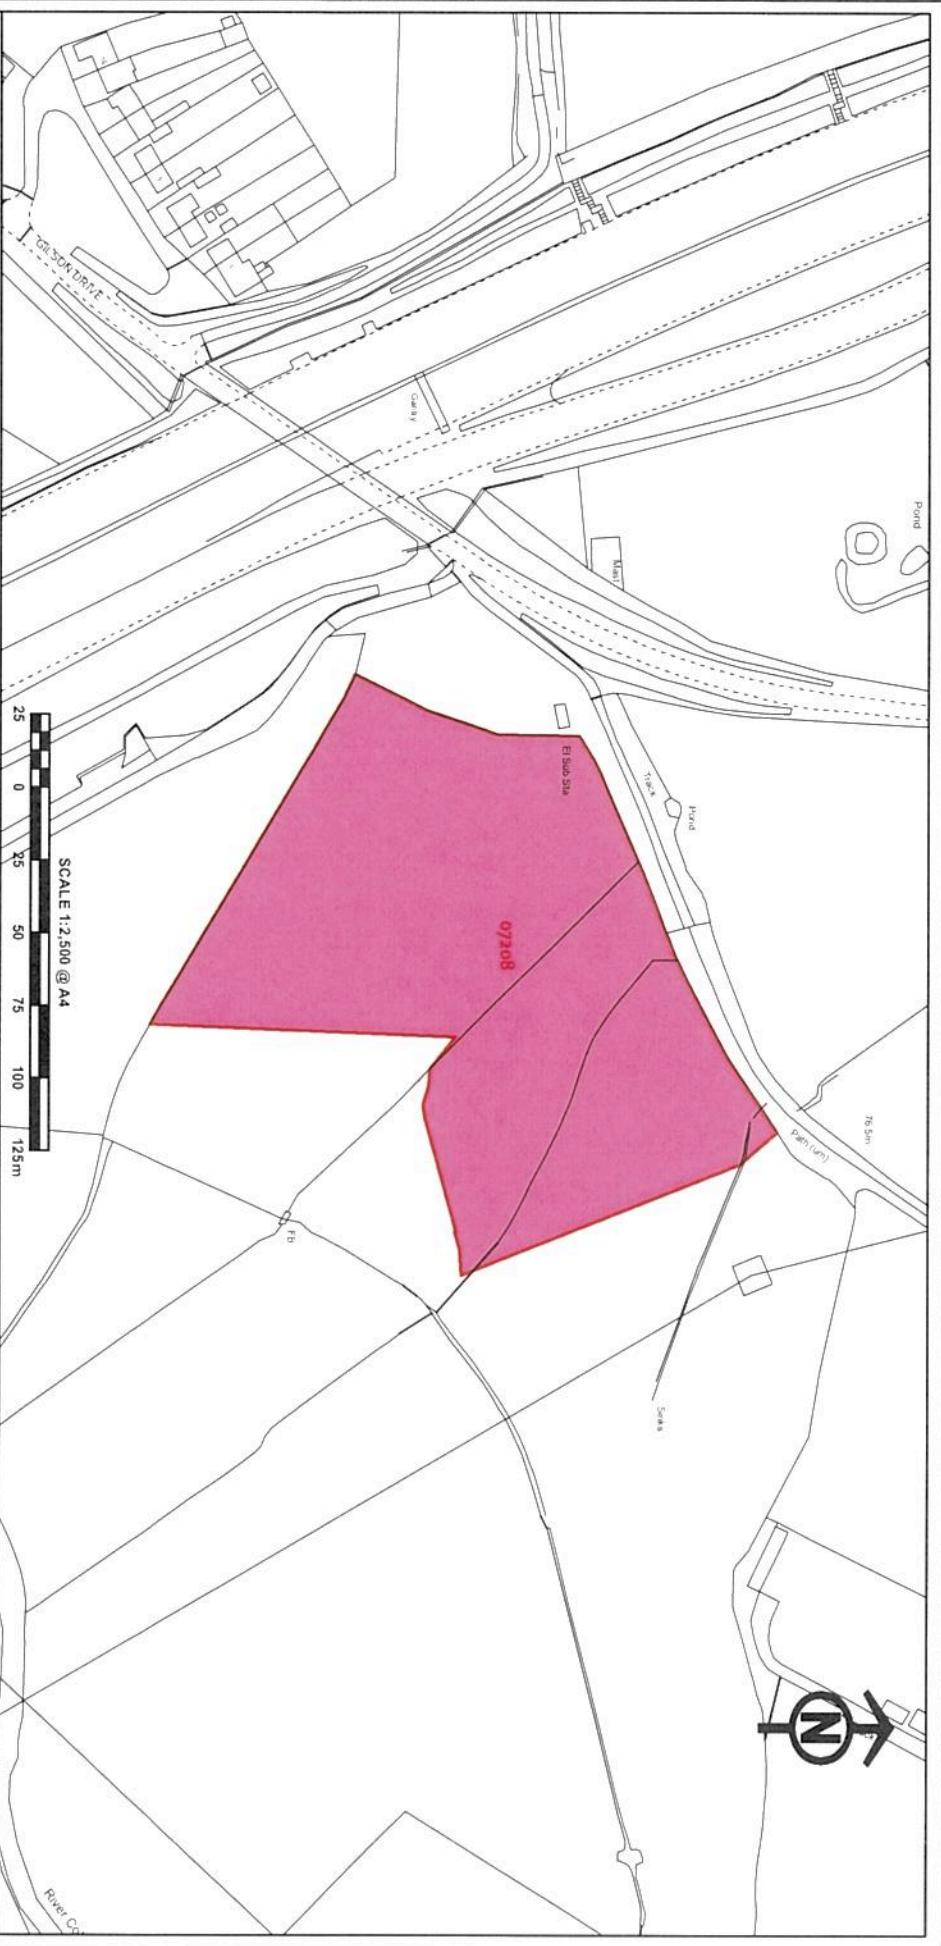 GILSON DRIVE
Gantry
Pond
Mast
El Sub Sta
Track
Pond
07208
76.5m
Path (um)
FB
Sinks
N
25 0 25 50 75 100 125m
SCALE 1:2,500 @ A4